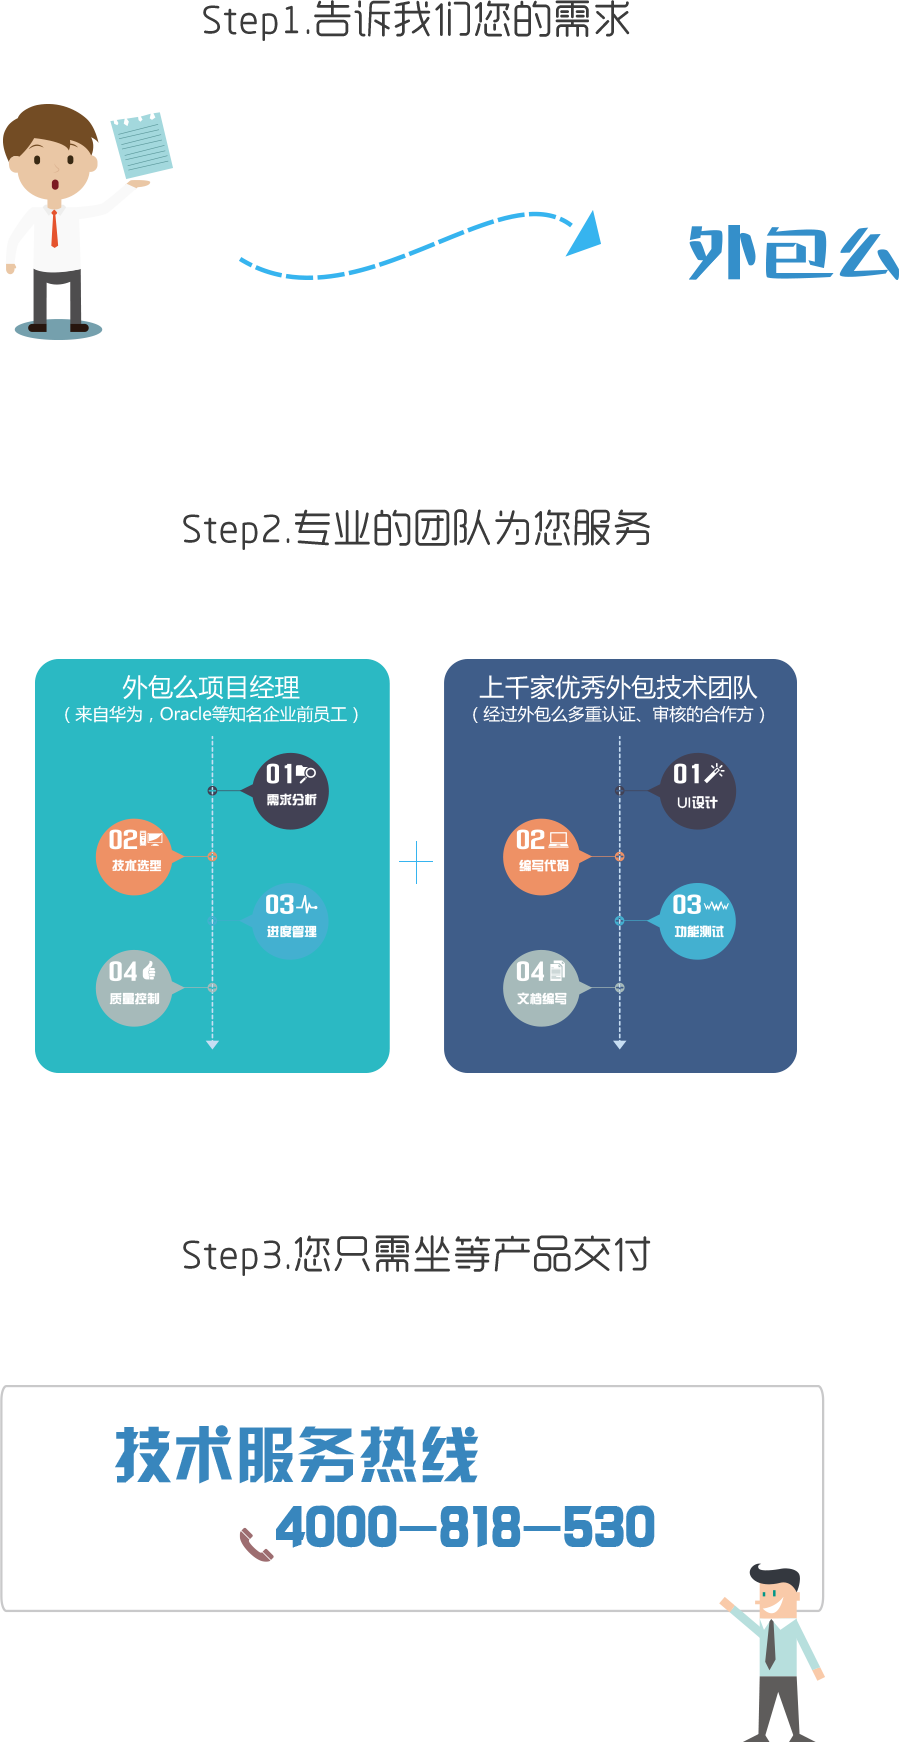 Step1.告诉我们您的需求
外包么
Step2.专业的团队为您服务
外包么项目经理
（来自华为，Oracle等知名企业前员工）
01
需求分析
02
技术选型
03
进度管理
04
质量控制
上千家优秀外包技术团队
（经过外包么多重认证、审核的合作方）
01
UI设计
02
编写代码
03
功能测试
04
文档编写
Step3.您只需坐等产品交付
技术服务热线
4000-818-530